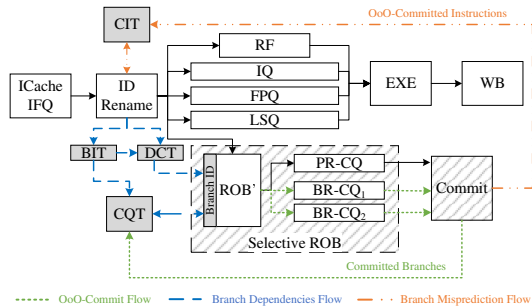 CIT
OoO-Committed Instructions
ICache
IFQ
ID
Rename
RF
IQ
FPQ
LSQ
EXE
WB
BIT
DCT
CQT
Branch ID
ROB'
PR-CQ
BR-CQ1
BR-CQ2
Commit
Selective ROB
Committed Branches
OoO-Commit Flow
Branch Dependencies Flow
Branch Misprediction Flow